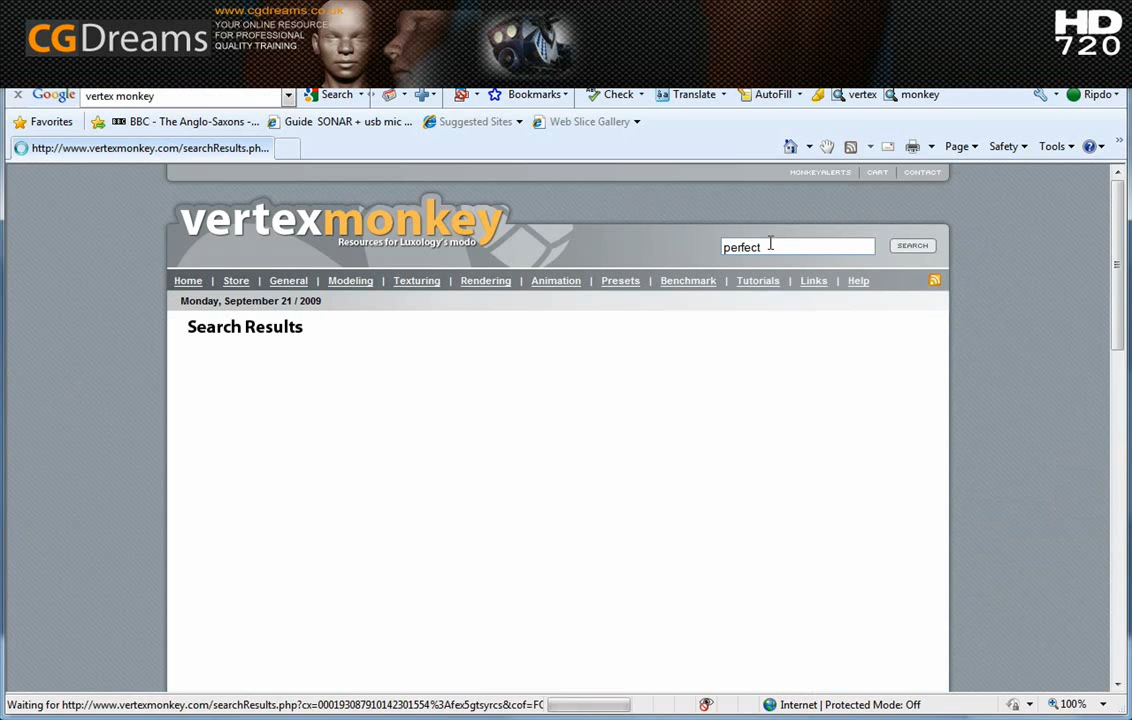 www.cgdreams.co.uk
CGDreams
YOUR ONLINE RESOURCE
FOR PROFESSIONAL
QUALITY TRAINING.
HD
720
x Google vertex monkey Search Bookmarks Check Translate AutoFill vertex monkey Ripdo
Favorites BBC - The Anglo-Saxons -... Guide SONAR + usb mic ... Suggested Sites Web Slice Gallery
http://www.vertexmonkey.com/searchResults.ph... Page Safety Tools
MONKEYALERTS CART CONTACT
vertexmonkey
Resources for Luxology's modo
perfect SEARCH
Home | Store | General | Modeling | Texturing | Rendering | Animation | Presets | Benchmark | Tutorials | Links | Help
Monday, September 21 / 2009
Search Results
Waiting for http://www.vertexmonkey.com/searchResults.php?cx=000193087910142301554%3Afex5gtsyrcs&cof=FO Internet | Protected Mode: Off 100%